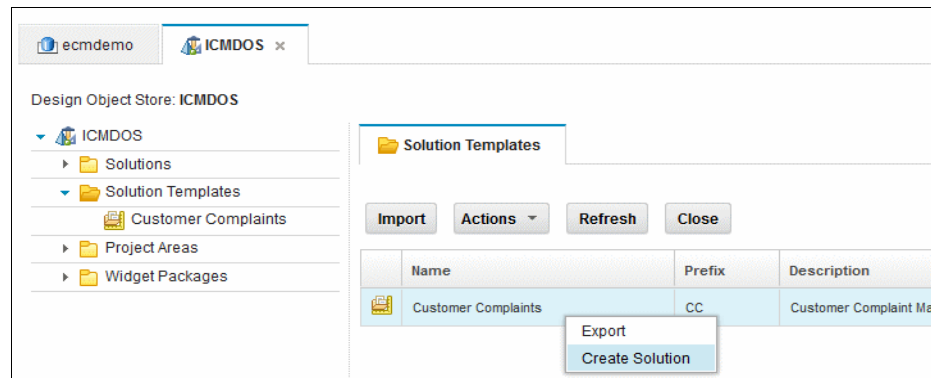 ecmdemo ICMDOS ×
Design Object Store: ICMDOS
ICMDOS
Solutions
Solution Templates
Customer Complaints
Project Areas
Widget Packages
Solution Templates
Import Actions Refresh Close
Name Prefix Description
Customer Complaints CC Customer Complaint Ma
Export
Create Solution